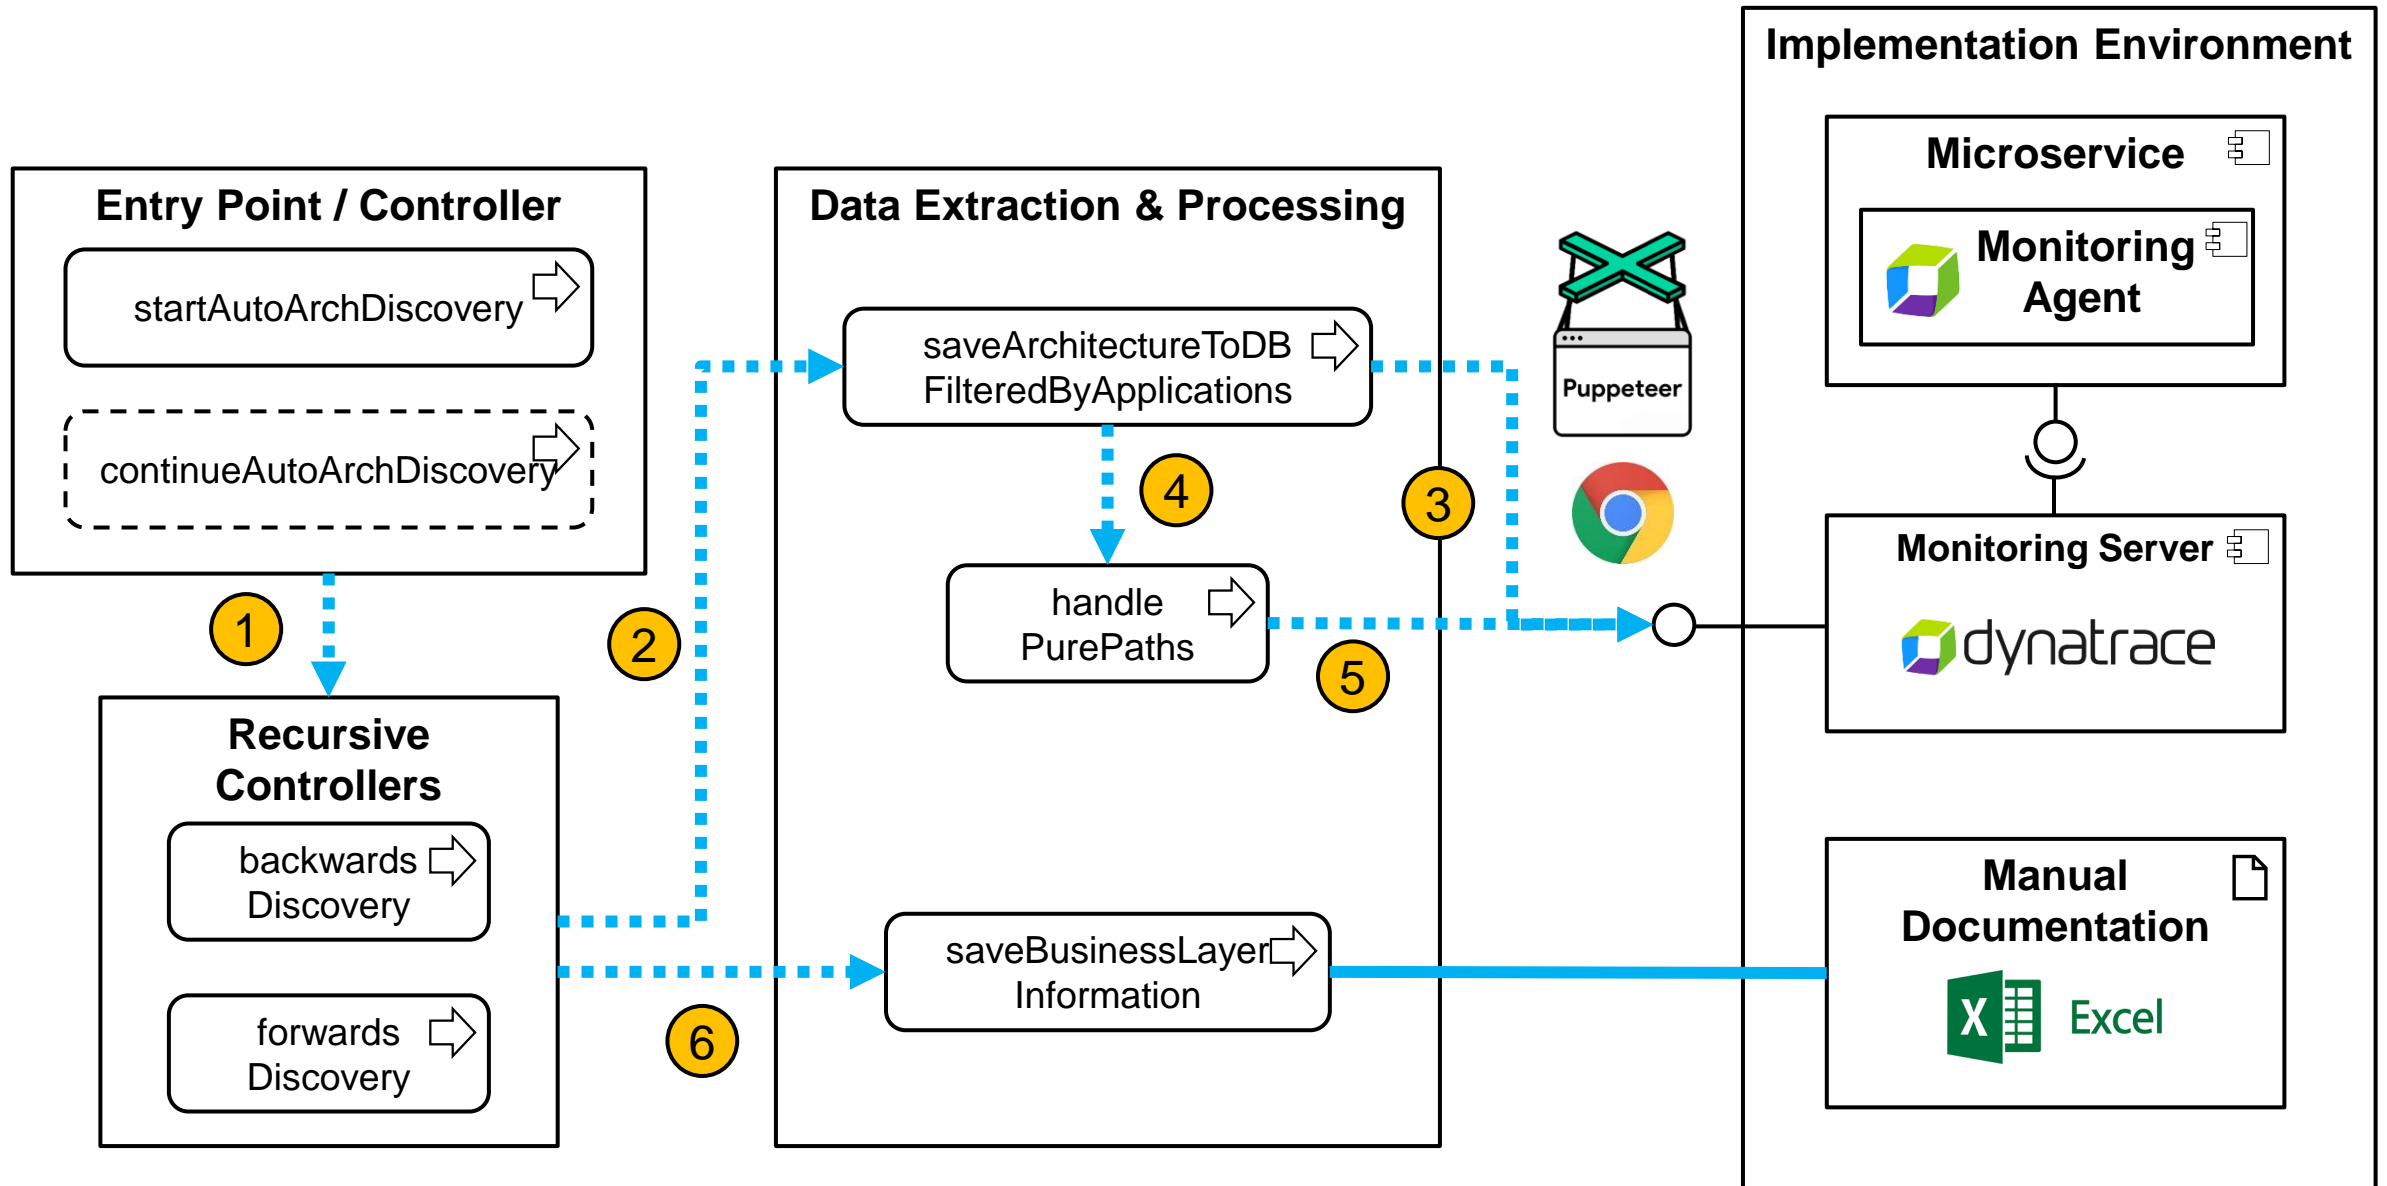 Implementation Environment
Microservice
Monitoring
Agent
Entry Point / Controller
startAutoArchDiscovery
continueAutoArchDiscovery
Data Extraction & Processing
saveArchitectureToDB
FilteredByApplications
Puppeteer
4
3
Monitoring Server
dynatrace
handle
PurePaths
1
2
5
Recursive
Controllers
backwards
Discovery
forwards
Discovery
6
saveBusinessLayer
Information
Manual
Documentation
X
Excel